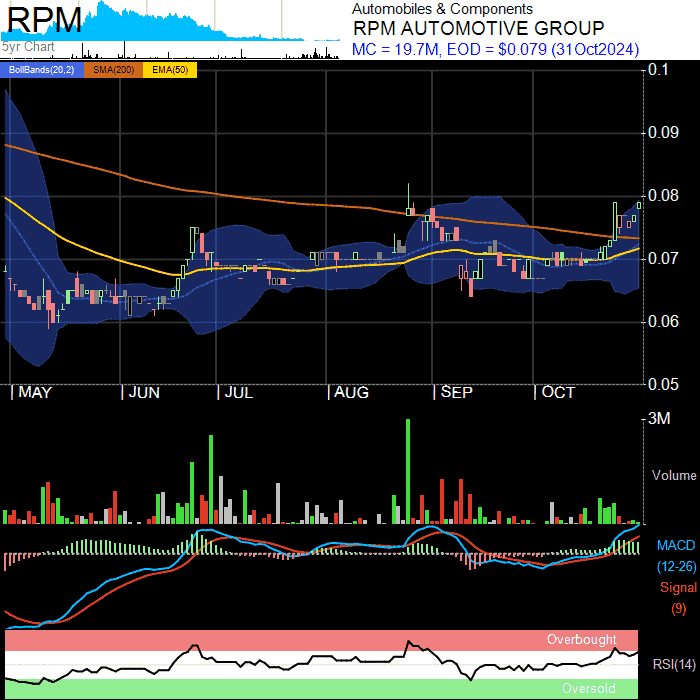 RPM
5yr Chart
Automobiles & Components
RPM AUTOMOTIVE GROUP
MC = 19.7M, EOD = $0.079 (31Oct2024)
BollBands(20,2) SMA(200) EMA(50)
0.1
0.09
0.08
0.07
0.06
0.05
MAY JUN JUL AUG SEP OCT
3M
Volume
MACD
(12-26)
Signal
(9)
Overbought
RSI(14)
Oversold